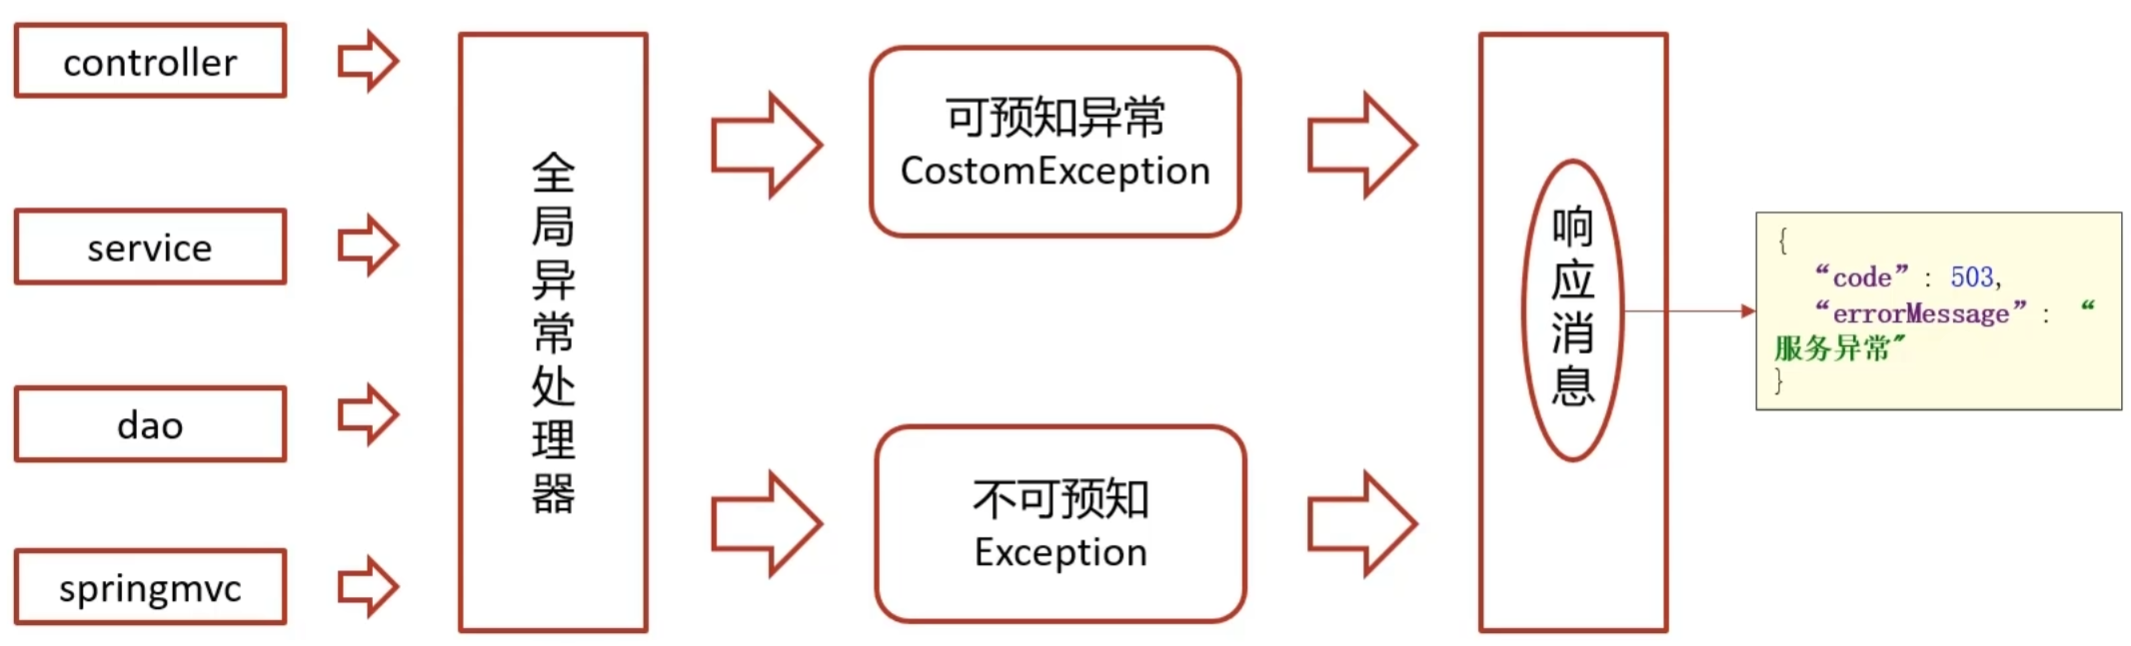 controller
service
dao
springmvc
全局异常处理器
可预知异常
CostomException
不可预知
Exception
响应消息
{
“code” : 503,
“errorMessage” : “
服务异常"
}